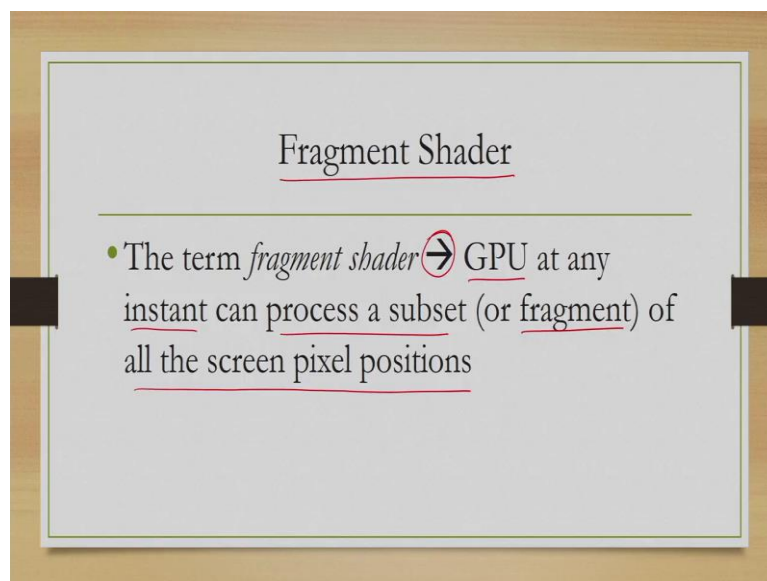 Fragment Shader
• The term fragment shader → GPU at any
instant can process a subset (or fragment) of
all the screen pixel positions